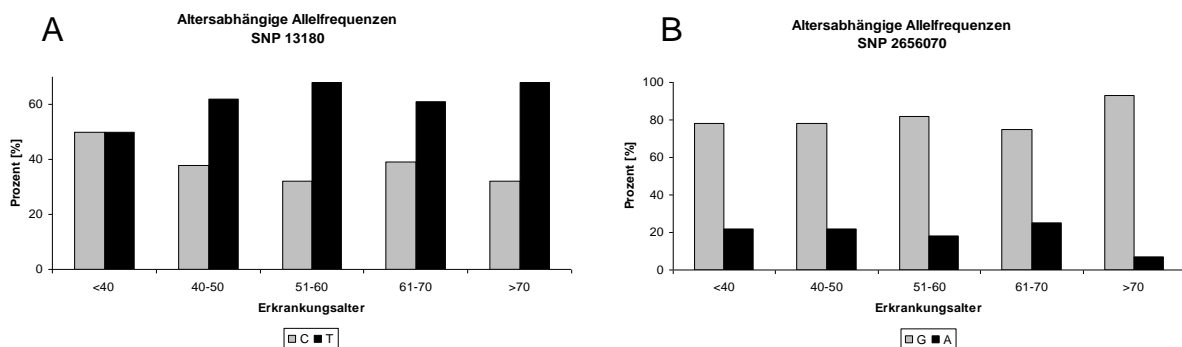 A
Altersabhängige Allelfrequenzen
SNP 13180
Prozent [%]
60
40
20
0
<40 40-50 51-60 61-70 >70
Erkrankungsalter
C T
B
Altersabhängige Allelfrequenzen
SNP 2656070
Prozent [%]
100
80
60
40
20
0
<40 40-50 51-60 61-70 >70
Erkrankungsalter
G A